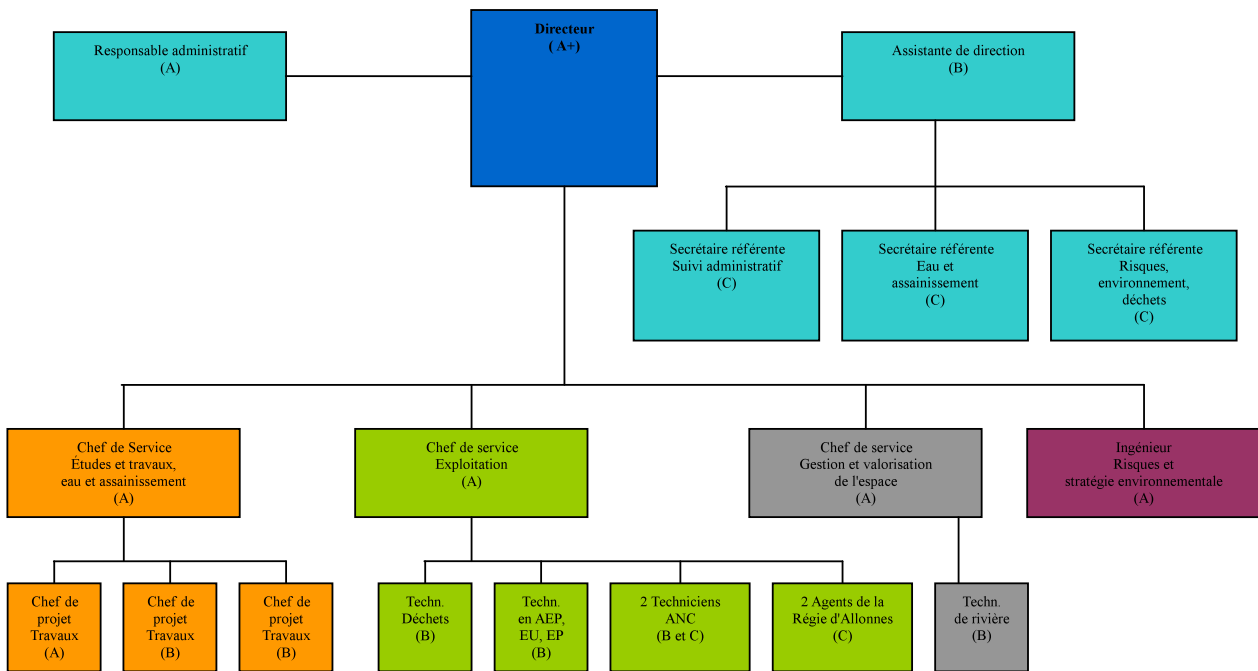 Responsable administratif
(A)
Directeur
( A+)
Assistante de direction
(B)
Secrétaire référente
Suivi administratif
(C)
Secrétaire référente
Eau et
assainissement
(C)
Secrétaire référente
Risques,
environnement,
déchets
(C)
Chef de Service
Études et travaux,
eau et assainissement
(A)
Chef de service
Exploitation
(A)
Chef de service
Gestion et valorisation
de l'espace
(A)
Ingénieur
Risques et
stratégie environnementale
(A)
Chef de
projet
Travaux
(A)
Chef de
projet
Travaux
(B)
Chef de
projet
Travaux
(B)
Techn.
Déchets
(B)
Techn.
en AEP,
EU, EP
(B)
2 Techniciens
ANC
(B et C)
2 Agents de la
Régie d'Allonnes
(C)
Techn.
de rivière
(B)